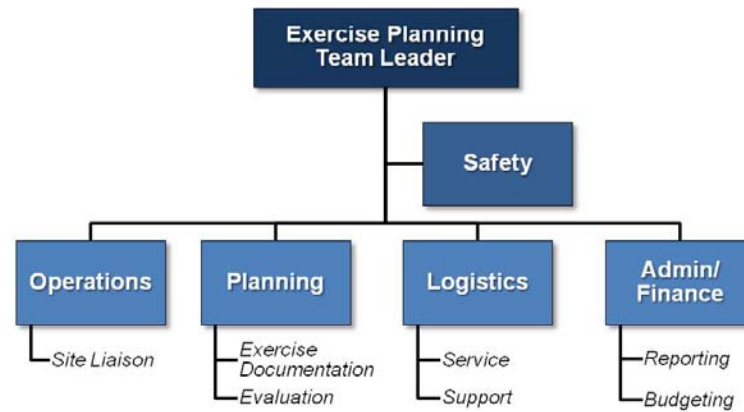 Exercise Planning
Team Leader
Safety
Operations
Planning
Logistics
Admin/
Finance
Site Liaison
Exercise
Documentation
Evaluation
Service
Support
Reporting
Budgeting